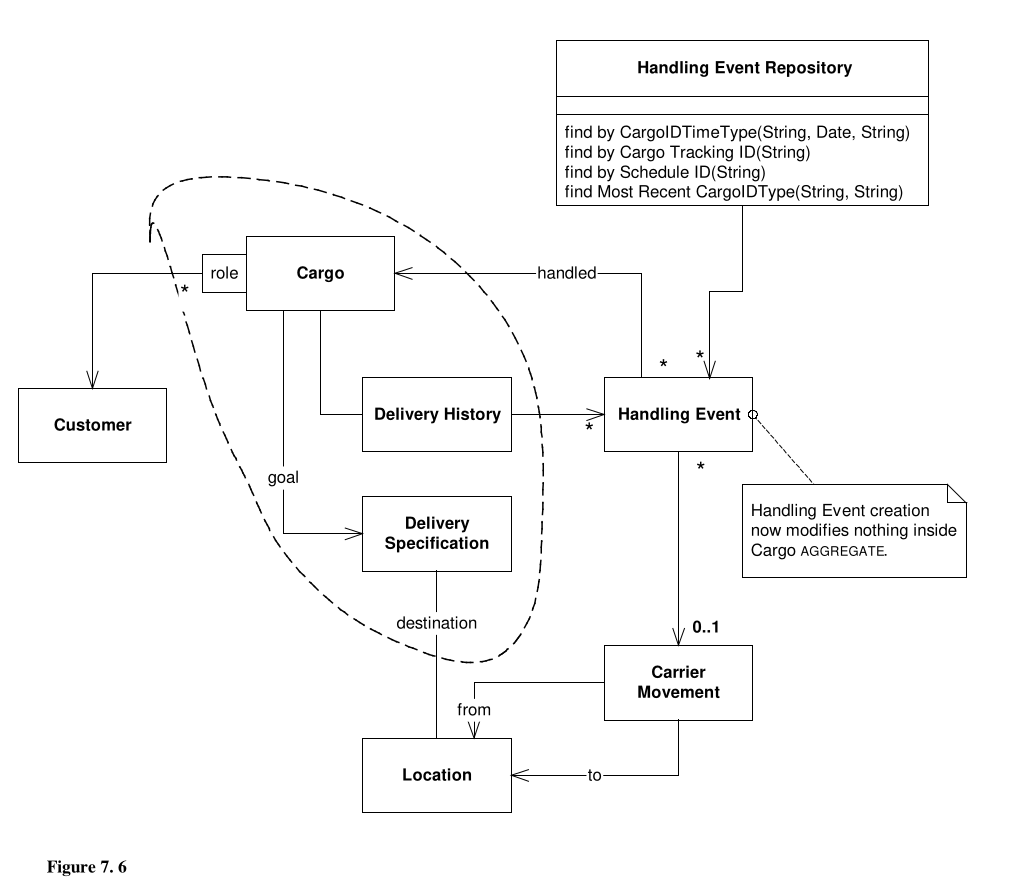 Handling Event Repository
find by CargoIDTimeType(String, Date, String)
find by Cargo Tracking ID(String)
find by Schedule ID(String)
find Most Recent CargoIDType(String, String)
role
Cargo
handled
*
*
*
Customer
Delivery History
*
Handling Event
*
goal
Delivery
Specification
Handling Event creation
now modifies nothing inside
Cargo AGGREGATE.
destination
0..1
Carrier
Movement
from
Location
to
Figure 7. 6